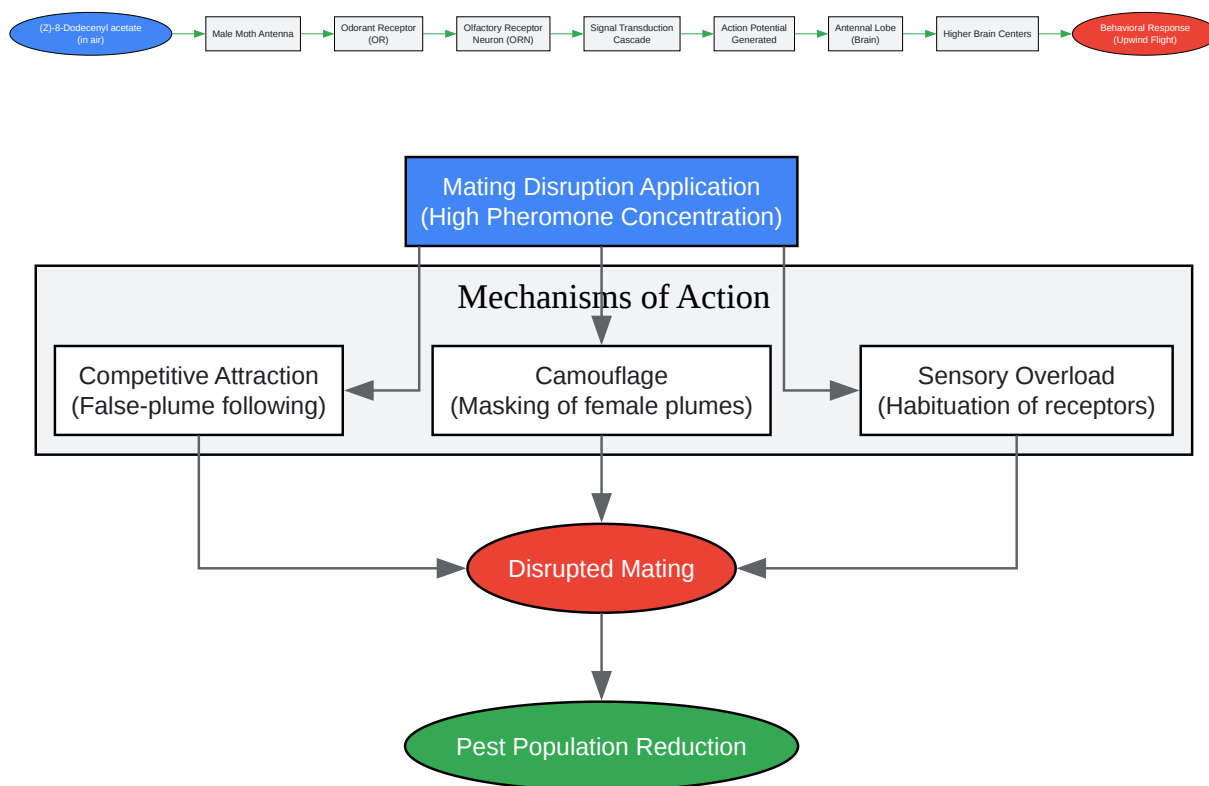 (Z)-8-Dodecenyl acetate
(in air)
Male Moth Antenna
Odorant Receptor
(OR)
Olfactory Receptor
Neuron (ORN)
Signal Transduction
Cascade
Action Potential
Generated
Antennal Lobe
(Brain)
Higher Brain Centers
Behavioral Response
(Upwind Flight)
Mating Disruption Application
(High Pheromone Concentration)
Mechanisms of Action
Competitive Attraction
(False-plume following)
Camouflage
(Masking of female plumes)
Sensory Overload
(Habituation of receptors)
Disrupted Mating
Pest Population Reduction